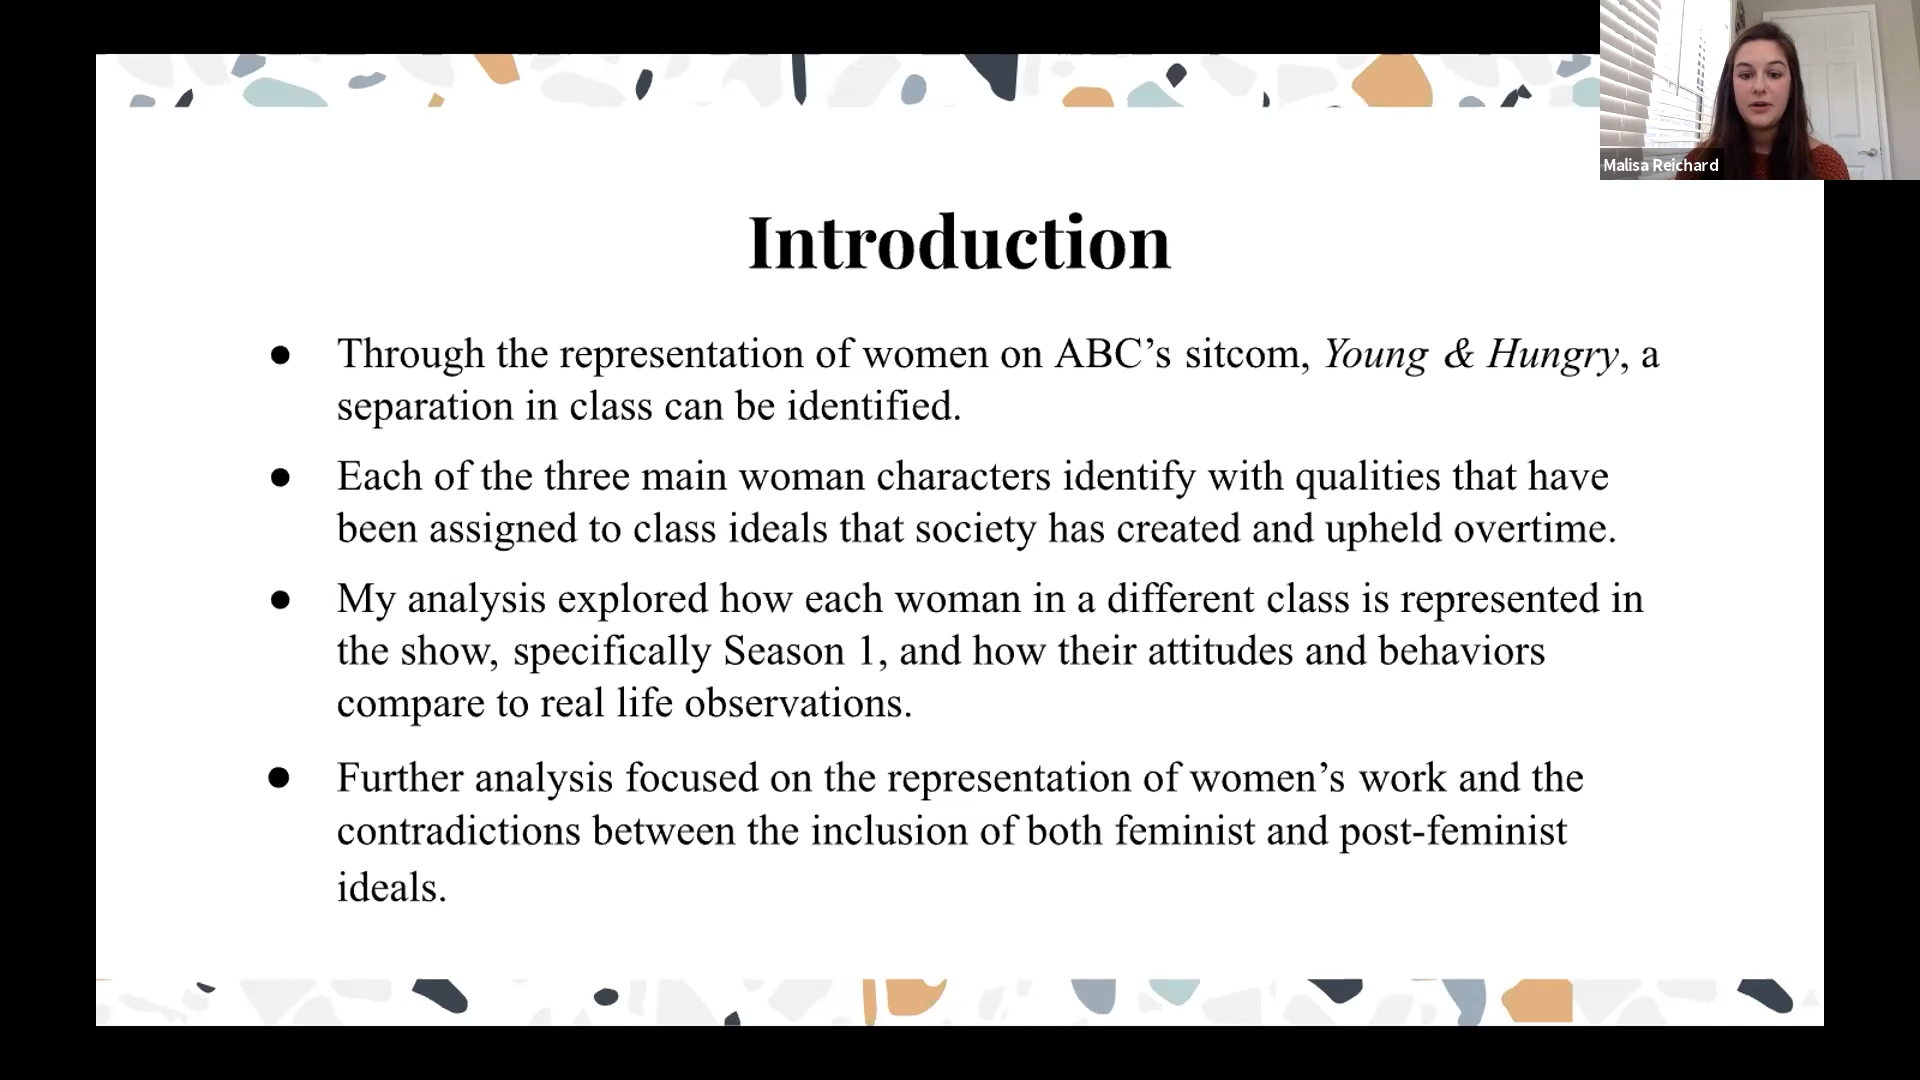 Malisa Reichard
Introduction
● Through the representation of women on ABC’s sitcom, Young & Hungry, a
separation in class can be identified.
● Each of the three main woman characters identify with qualities that have
been assigned to class ideals that society has created and upheld overtime.
● My analysis explored how each woman in a different class is represented in
the show, specifically Season 1, and how their attitudes and behaviors
compare to real life observations.
● Further analysis focused on the representation of women’s work and the
contradictions between the inclusion of both feminist and post-feminist
ideals.